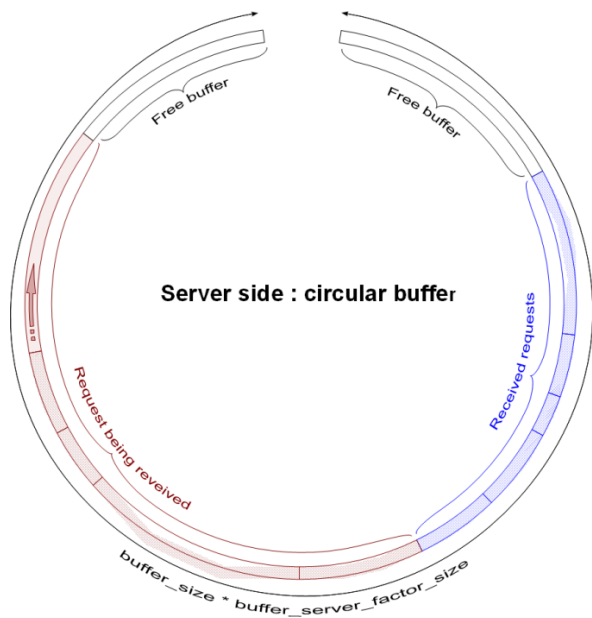 Free buffer
Free buffer
Server side : circular buffer
Received requests
Request being reveived
buffer_size * buffer_server_factor_size